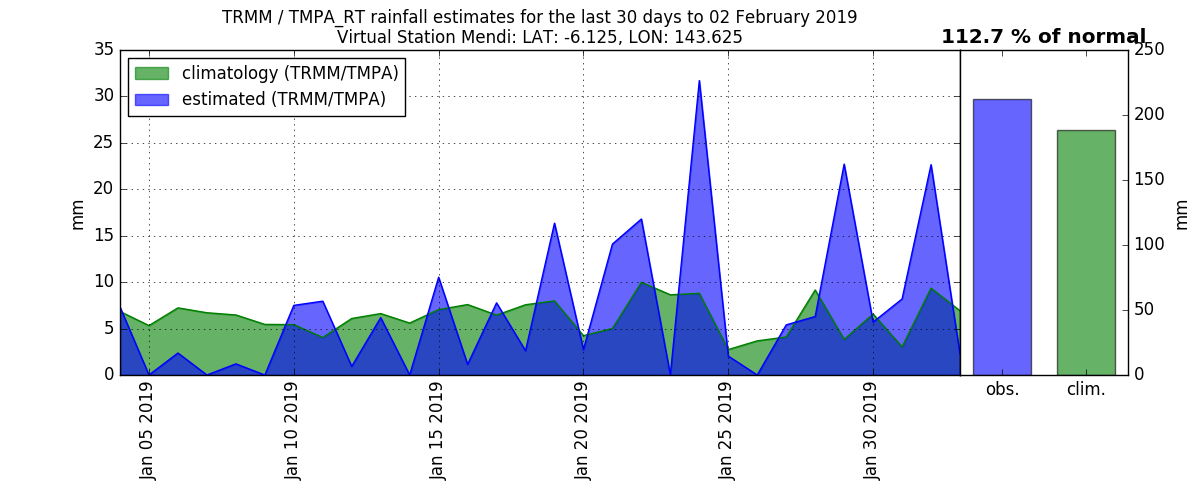 TRMM / TMPA_RT rainfall estimates for the last 30 days to 02 February 2019
Virtual Station Mendi: LAT: -6.125, LON: 143.625
112.7 % of normal
climatology (TRMM/TMPA)
estimated (TRMM/TMPA)
mm
35
30
25
20
15
10
5
0
Jan 05 2019
Jan 10 2019
Jan 15 2019
Jan 20 2019
Jan 25 2019
Jan 30 2019
obs.
clim.
250
200
150
100
50
0
mm